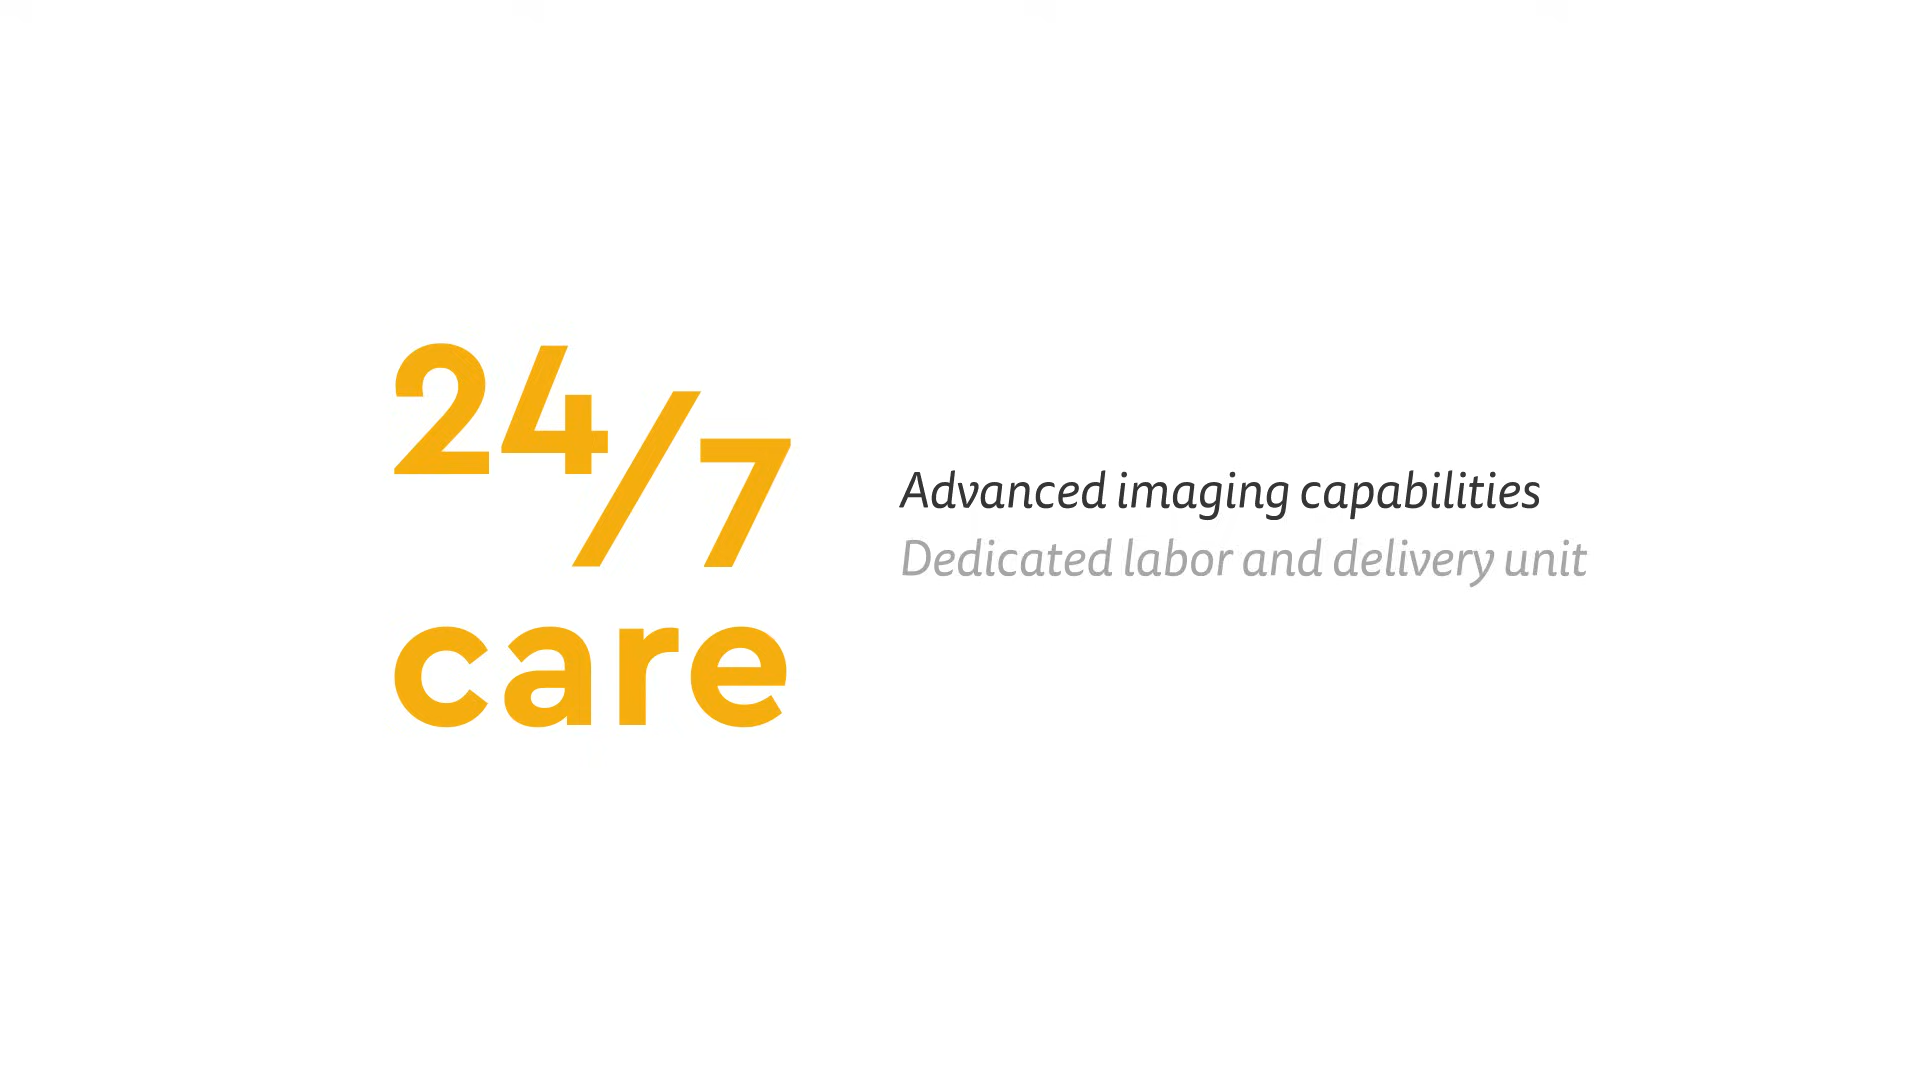 24/7
care
Advanced imaging capabilities
Dedicated labor and delivery unit